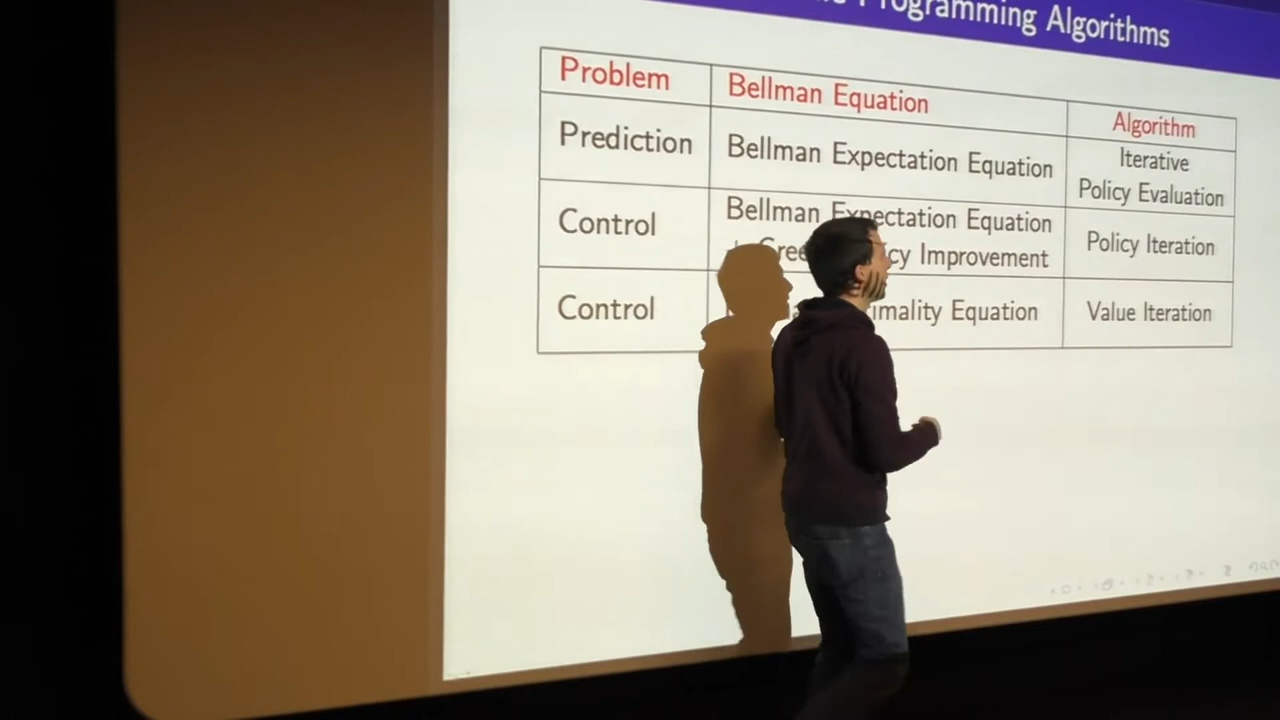 Programming Algorithms
Problem Bellman Equation Algorithm
Prediction Bellman Expectation Equation Iterative
Policy Evaluation
Control Bellman Expectation Equation
Improvement Policy Iteration
Control Equation Value Iteration